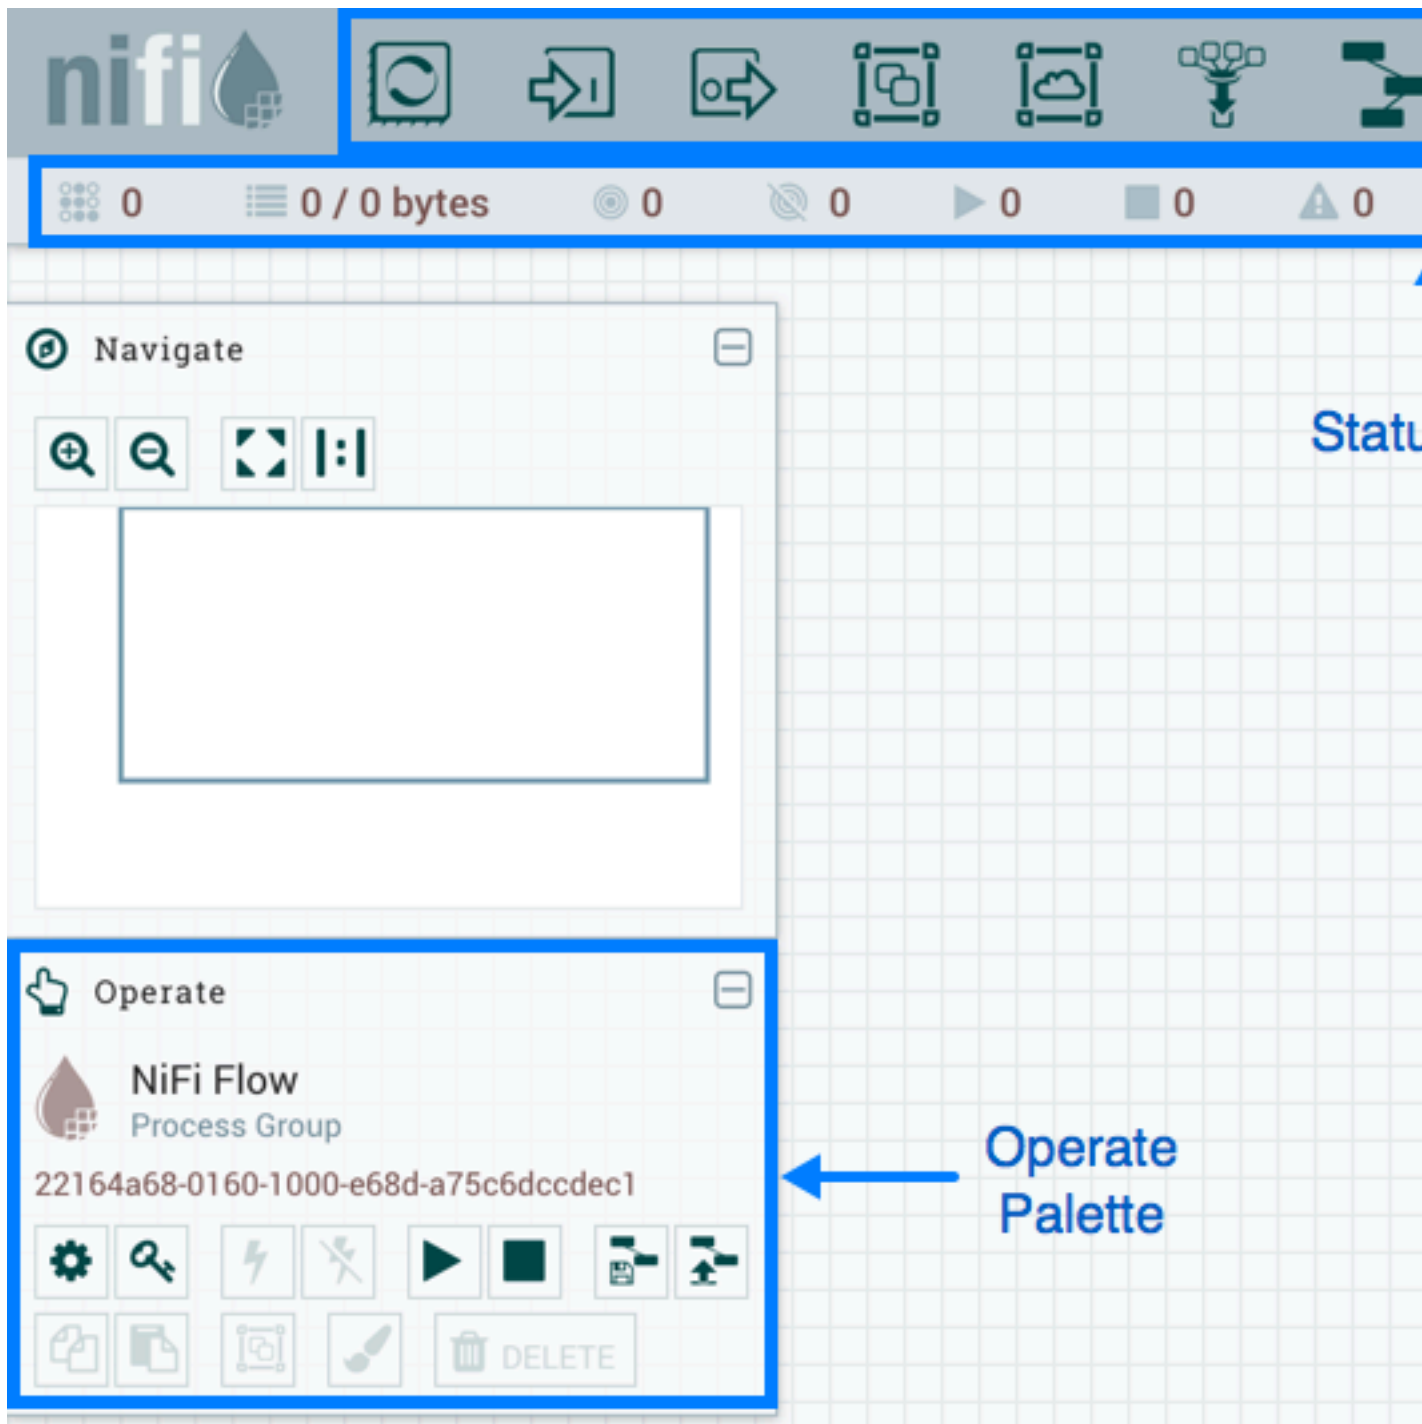 nifi
0 0 / 0 bytes 0 0 0 0 0
Navigate
Statu
Operate
NiFi Flow
Process Group
22164a68-0160-1000-e68d-a75c6dccdec1
DELETE
Operate
Palette